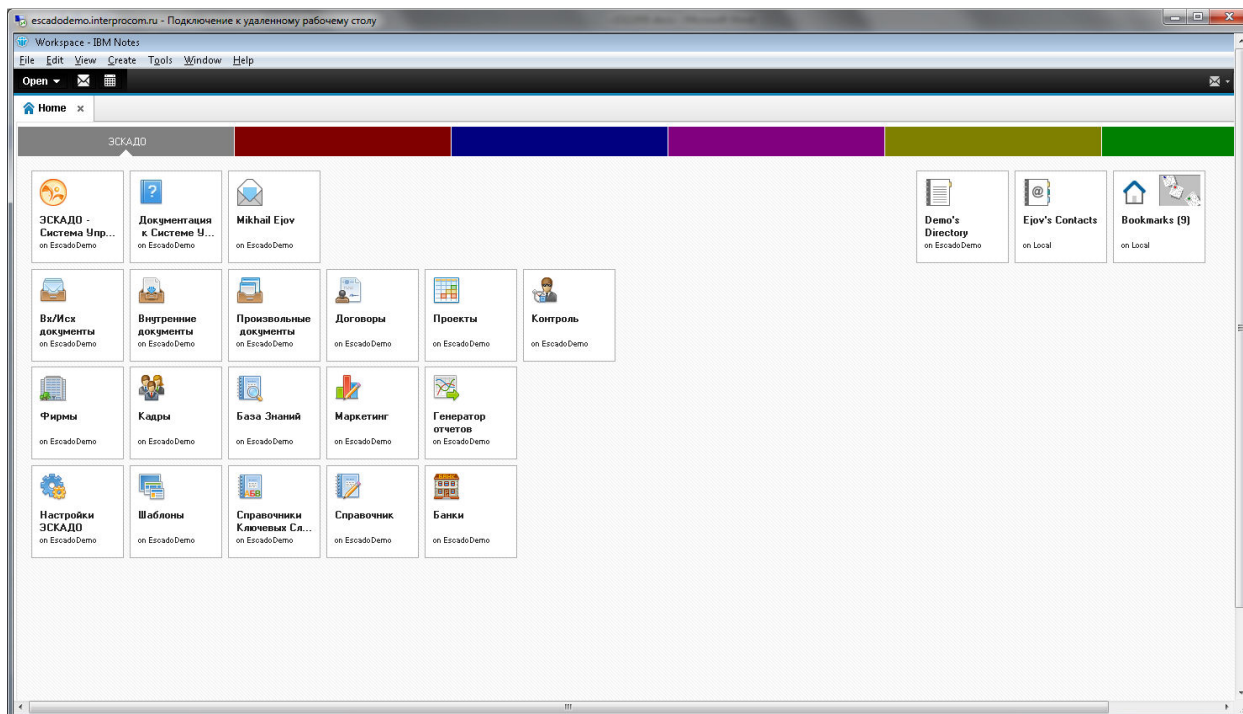 escadodemo.interprocom.ru - Подключение к удаленному рабочему столу
Workspace - IBM Notes
File Edit View Create Tools Window Help
Open
Home
ЭСКАДО
ЭСКАДО -
Система Упр...
on EscadoDemo
Документация
к Системе У...
on EscadoDemo
Mikhail Ejov
on EscadoDemo
Demo's
Directory
on EscadoDemo
Ejov's Contacts
on Local
Bookmarks (9)
on Local
Вх/Исх
документы
on EscadoDemo
Внутренние
документы
on EscadoDemo
Произвольные
документы
on EscadoDemo
Договоры
on EscadoDemo
Проекты
on EscadoDemo
Контроль
on EscadoDemo
Фирмы
on EscadoDemo
Кадры
on EscadoDemo
База Знаний
on EscadoDemo
Маркетинг
on EscadoDemo
Генератор
отчетов
on EscadoDemo
Настройки
ЭСКАДО
on EscadoDemo
Шаблоны
on EscadoDemo
Справочники
Ключевых Сл...
on EscadoDemo
Справочник
on EscadoDemo
Банки
on EscadoDemo